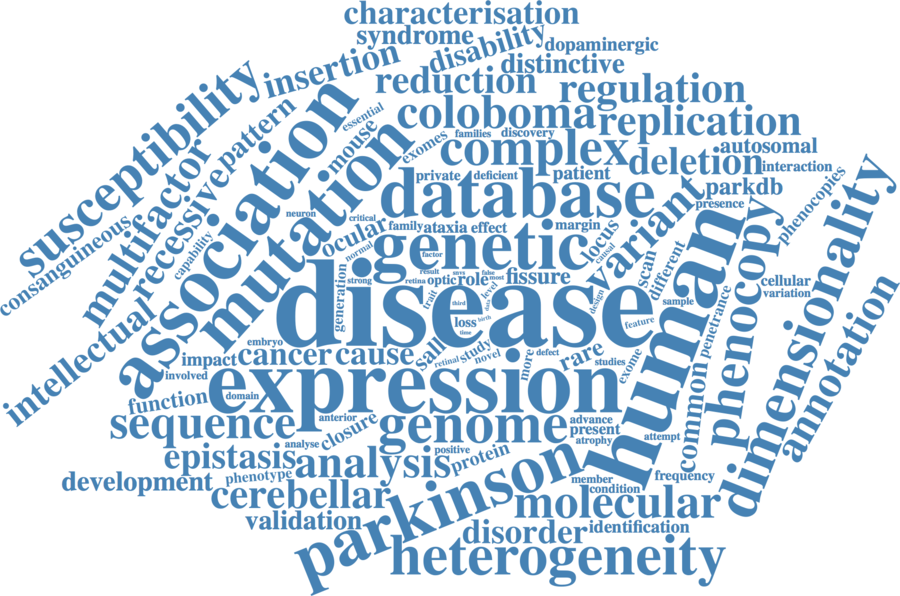 characterisation
syndrome
disability
dopaminergic
insertion
distinctive
reduction
regulation
susceptibility
pattern
essential
coloboma
replication
association
mouse
exomes
families
discovery
complex
autosomal
multifactor
recessive
mutation
private
deficient
patient
deletion
interaction
consanguineous
capability
database
variant
parkdb
presence
phenocopies
neuron
critical
ocular
family
ataxia
effect
margin
locus
causal
normal
genetic
factor
human
phenocopy
dimensionality
intellectual
generation
strong
result
snvs
false
retina
optic
role
most
fissure
scan
different
cellular
variation
disease
trait
third
level
day
design
sample
annotation
loss
birth
time
feature
penetrance
embryo
impact
cancer
cause
sall
retinal
study
novel
more
defect
rare
studies
exome
common
involved
expression
domain
function
sequence
anterior
closure
genome
advance
present
atrophy
attempt
analyse
epistasis
analysis
positive
protein
parkinson
member
condition
frequency
development
phenotype
cerebellar
molecular
validation
disorder
identification
heterogeneity